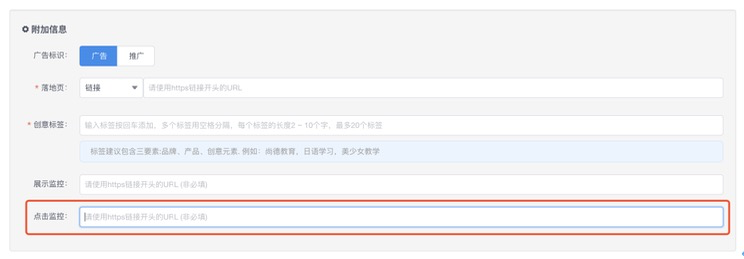 附加信息
广告标识： 广告 推广
* 落地页： 链接 请使用https链接开头的URL
* 创意标签： 输入标签按回车添加，多个标签用空格分隔，每个标签的长度2 ~ 10个字，最多20个标签
标签建议包含三要素:品牌、产品、创意元素. 例如：尚德教育，日语学习，美少女教学
展示监控： 请使用https链接开头的URL (非必填)
点击监控： 请使用https链接开头的URL (非必填)